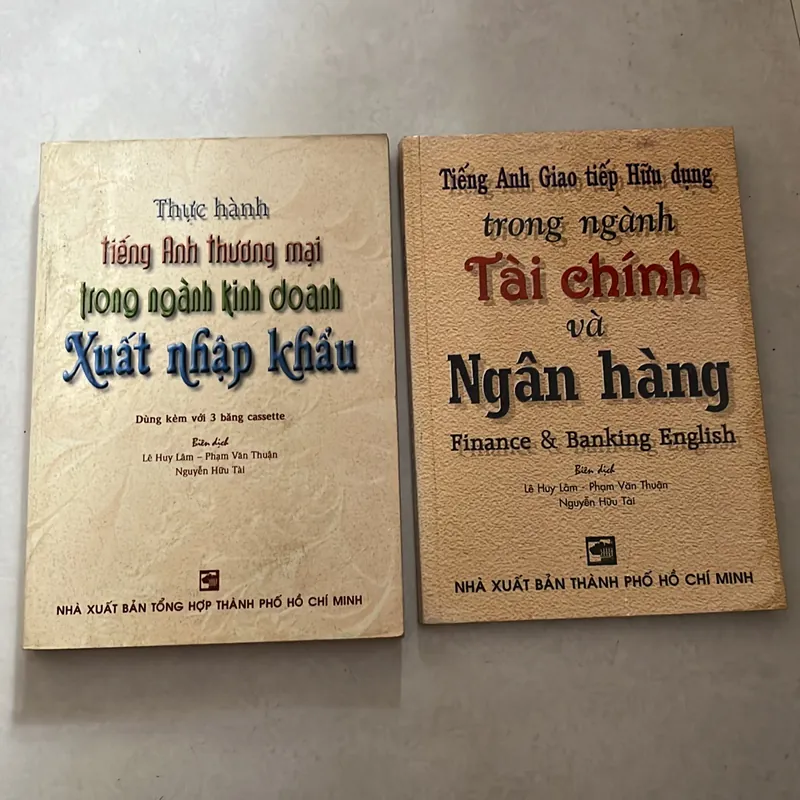 Thực hành
tiếng Anh thương mại
trong ngành kinh doanh
Xuất nhập khẩu
Dùng kèm với 3 băng cassette
Biên dịch
Lê Huy Lâm – Phạm Văn Thuận
Nguyễn Hữu Tài
NHÀ XUẤT BẢN TỔNG HỢP THÀNH PHỐ HỒ CHÍ MINH
Tiếng Anh Giao tiếp Hữu dụng
trong ngành
Tài chính
và
Ngân hàng
Finance & Banking English
Biên dịch
Lê Huy Lâm - Phạm Văn Thuận
Nguyễn Hữu Tài
NHÀ XUẤT BẢN THÀNH PHỐ HỒ CHÍ MINH